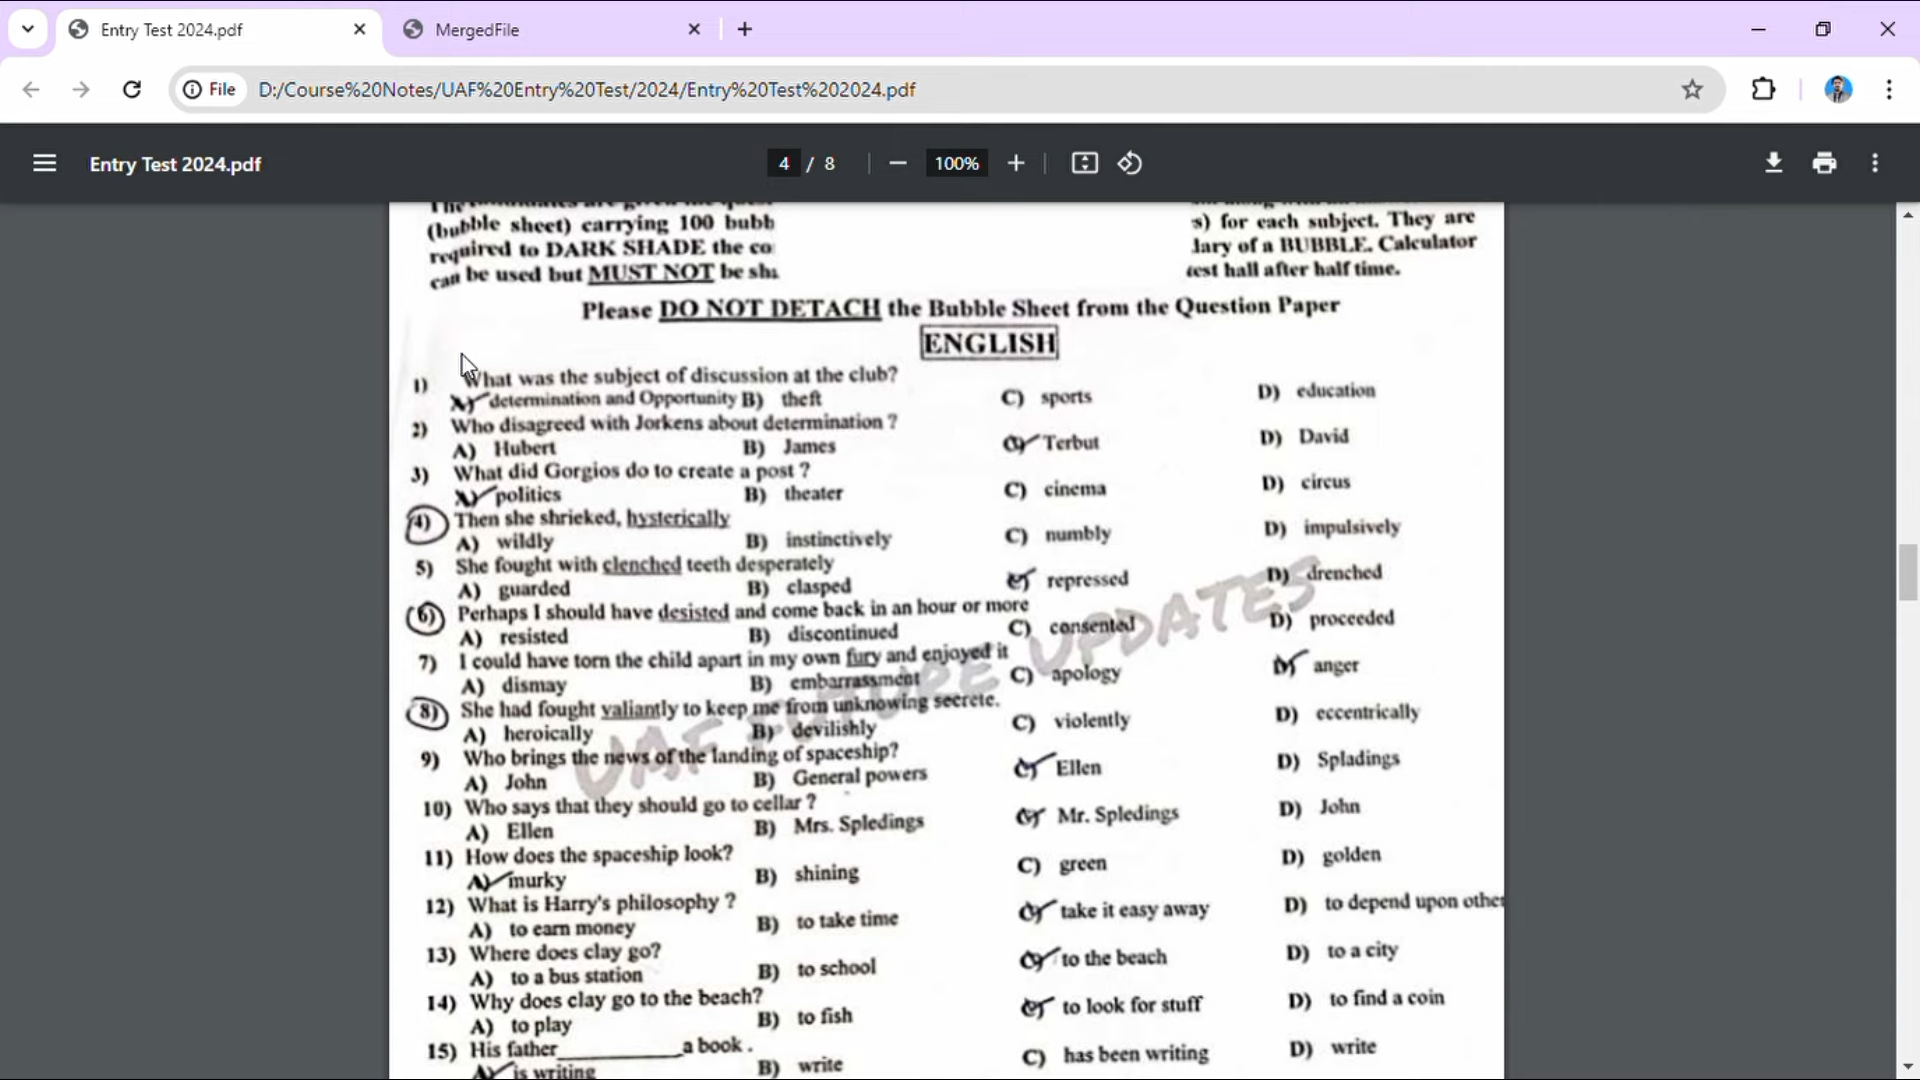 Entry Test 2024.pdf
MergedFile
File D:/Course%20Notes/UAF%20Entry%20Test/2024/Entry%20Test%202024.pdf
Entry Test 2024.pdf 4 / 8 100%
(bubble sheet) carrying 100 bubb s) for each subject. They are
required to DARK SHADE the co lary of a BUBBLE. Calculator
can be used but MUST NOT be sha test hall after half time.
Please DO NOT DETACH the Bubble Sheet from the Question Paper
ENGLISH
1) What was the subject of discussion at the club?
determination and Opportunity B) theft C) sports D) education
2) Who disagreed with Jorkens about determination ?
A) Hubert B) James Terbut D) David
3) What did Gorgios do to create a post ?
politics B) theater C) cinema D) circus
4) Then she shrieked, hysterically
A) wildly B) instinctively C) numbly D) impulsively
5) She fought with clenched teeth desperately
A) guarded B) clasped repressed D) drenched
6) Perhaps I should have desisted and come back in an hour or more
A) resisted B) discontinued C) consented D) proceeded
7) I could have torn the child apart in my own fury and enjoyed it
A) dismay B) embarrassment C) apology anger
8) She had fought valiantly to keep me from unknowing secrete.
A) heroically B) devilishly C) violently D) eccentrically
9) Who brings the news of the landing of spaceship?
A) John B) General powers Ellen D) Spladings
10) Who says that they should go to cellar ?
A) Ellen B) Mrs. Spledings Mr. Spledings D) John
11) How does the spaceship look?
A) murky B) shining C) green D) golden
12) What is Harry's philosophy ?
A) to earn money B) to take time take it easy away D) to depend upon other
13) Where does clay go?
A) to a bus station B) to school to the beach D) to a city
14) Why does clay go to the beach?
A) to play B) to fish to look for stuff D) to find a coin
15) His father___________a book .
is writing B) write C) has been writing D) write
UAF FUTURE UPDATES